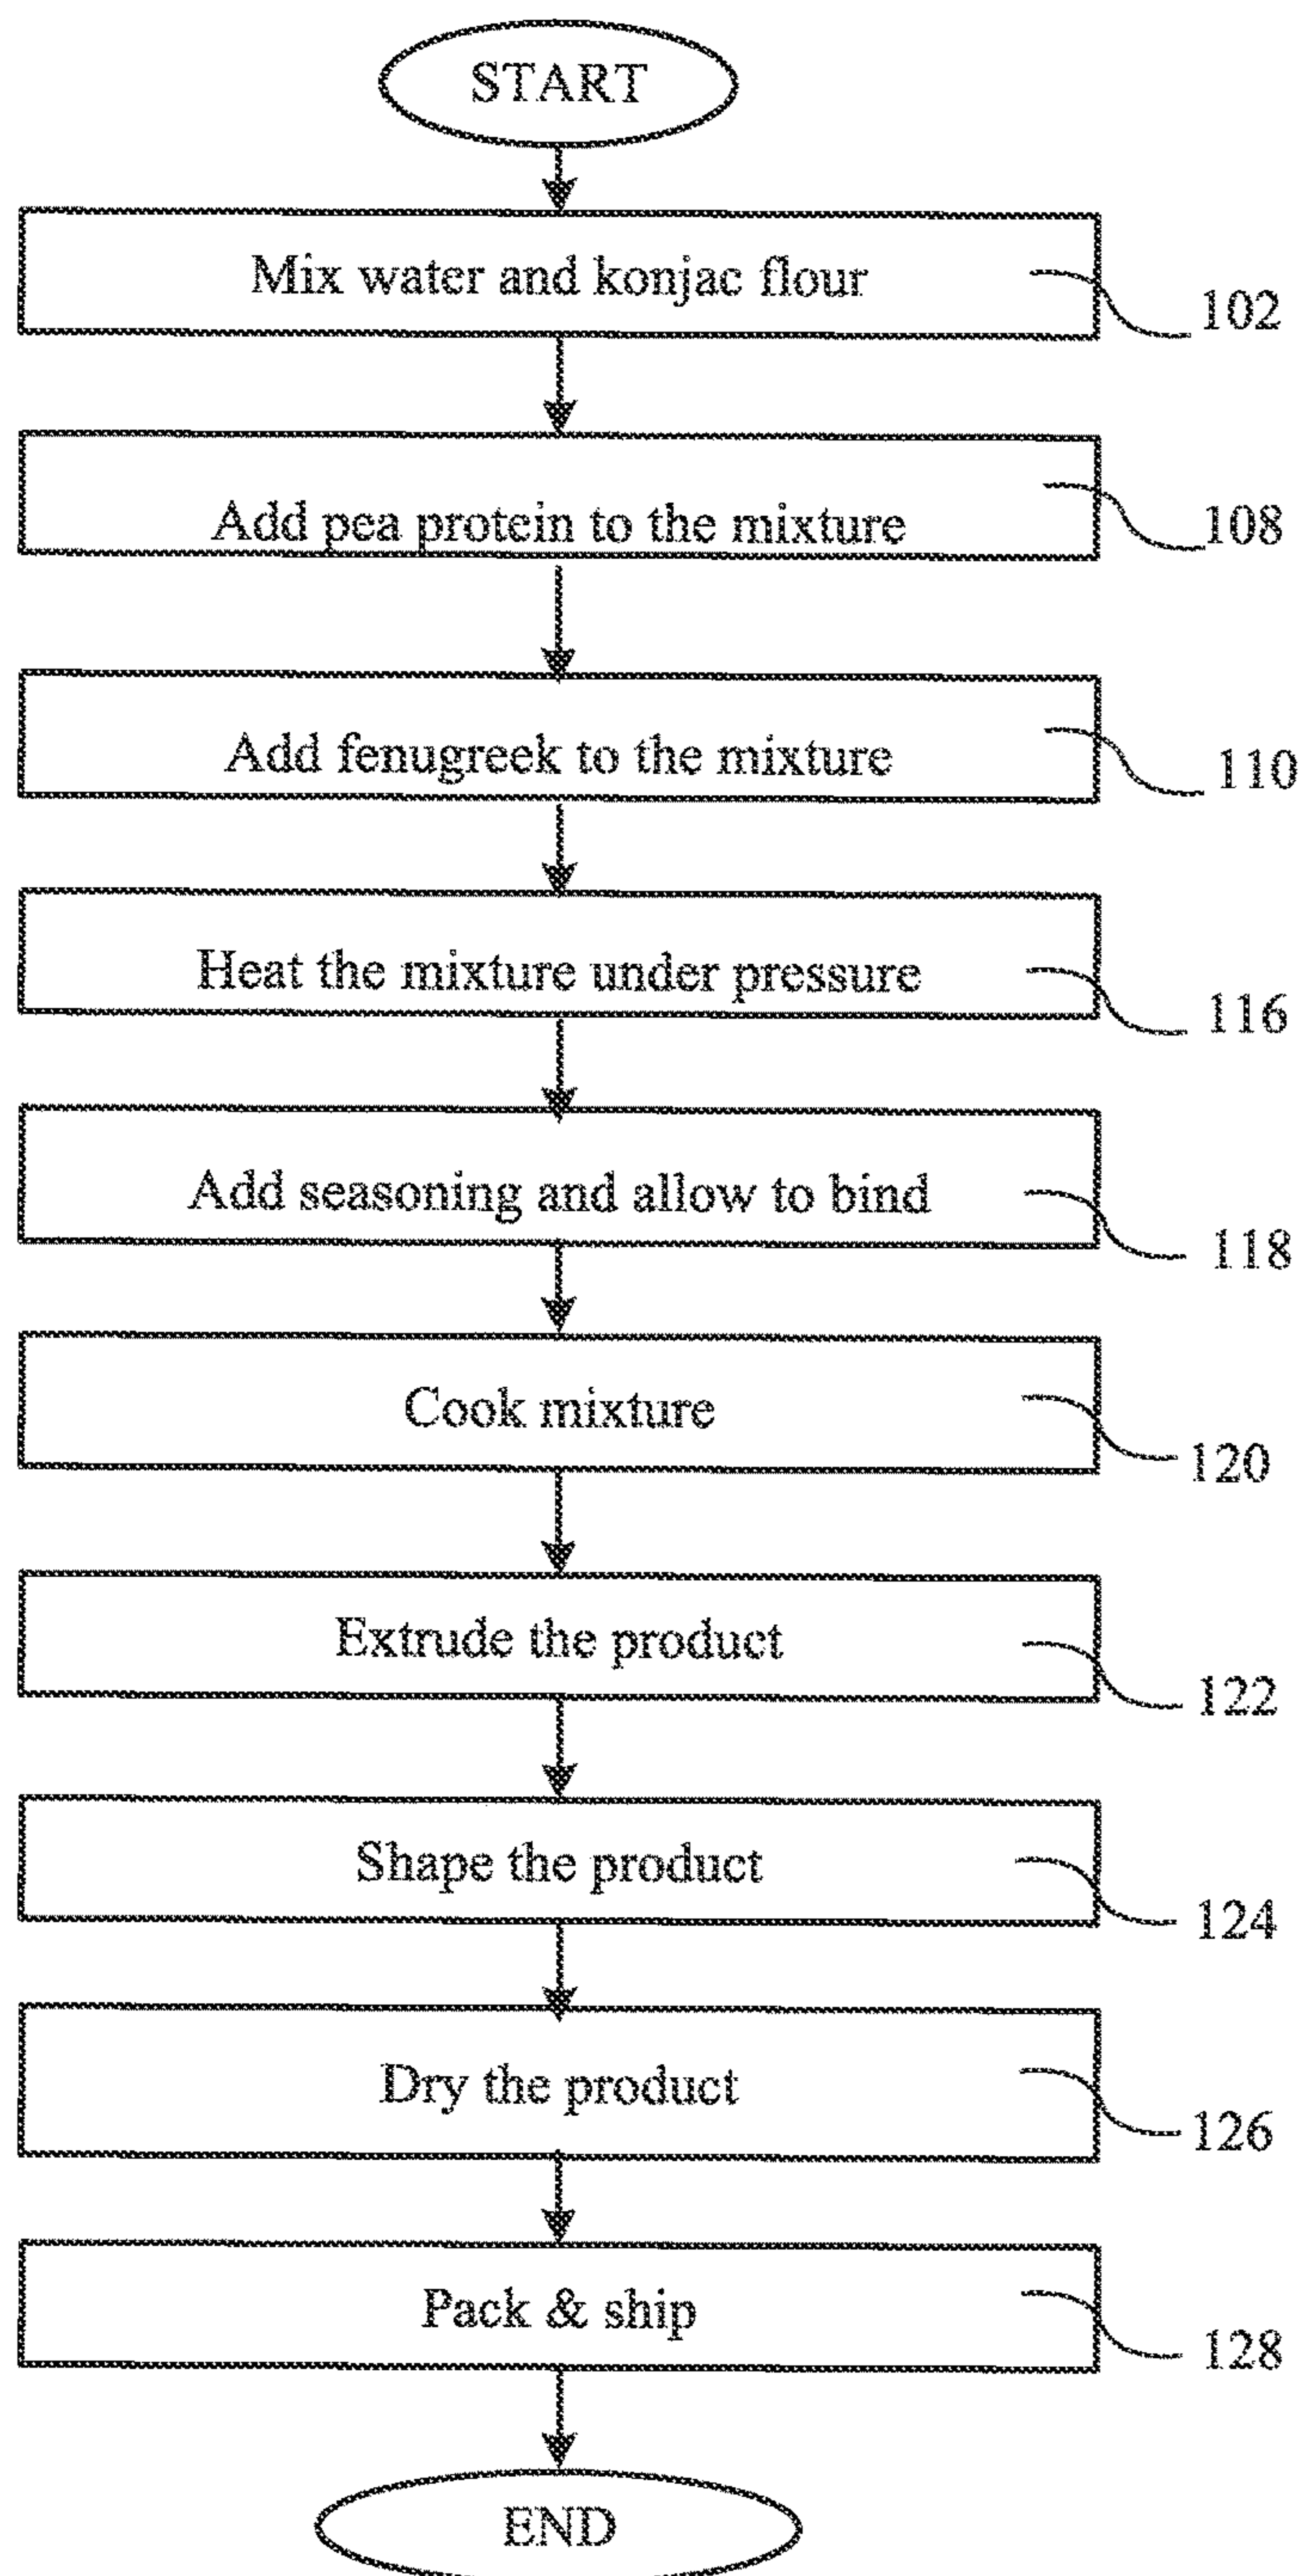 START
Mix water and konjac flour
102
Add pea protein to the mixture
108
Add fenugreek to the mixture
110
Heat the mixture under pressure
116
Add seasoning and allow to bind
118
Cook mixture
120
Extrude the product
122
Shape the product
124
Dry the product
126
Pack & ship
128
END